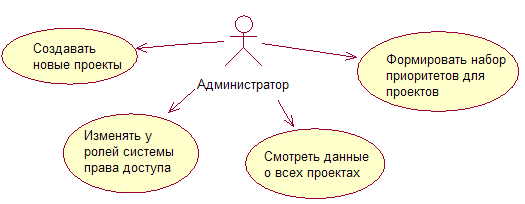 Создавать
новые проекты
Формировать набор
приоритетов для
проектов
Администратор
Изменять у
ролей системы
права доступа
Смотреть данные
о всех проектах